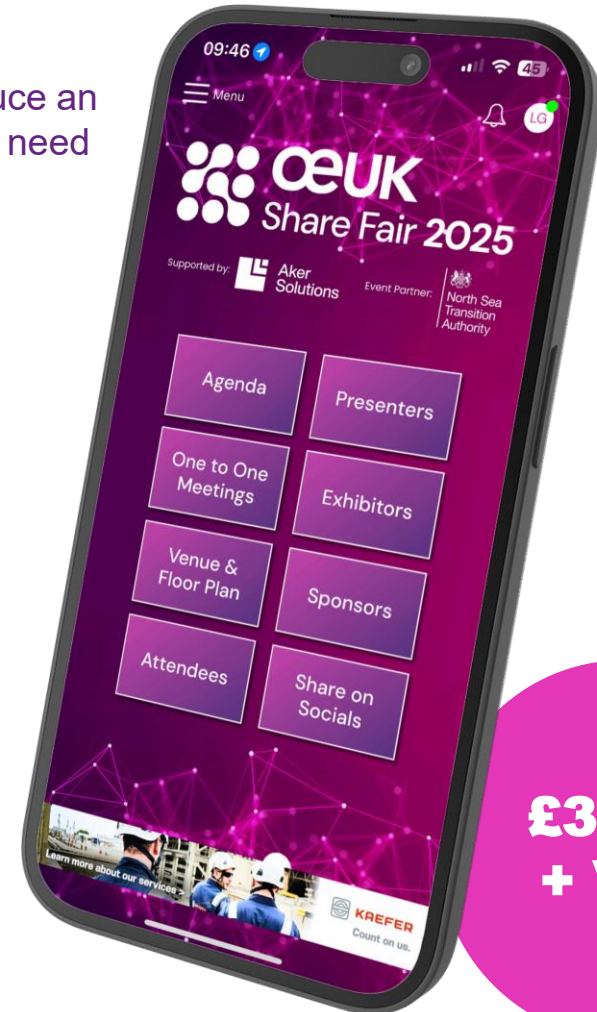 uce an
need
09:46
45
Menu
LG
œuk
Share Fair 2025
Supported by:
Aker
Solutions
Event Partner:
North Sea
Transition
Authority
Agenda
Presenters
One to One
Meetings
Exhibitors
Venue &
Floor Plan
Sponsors
Attendees
Share on
Socials
Learn more about our services >
KAEFER
Count on us.
£3
+